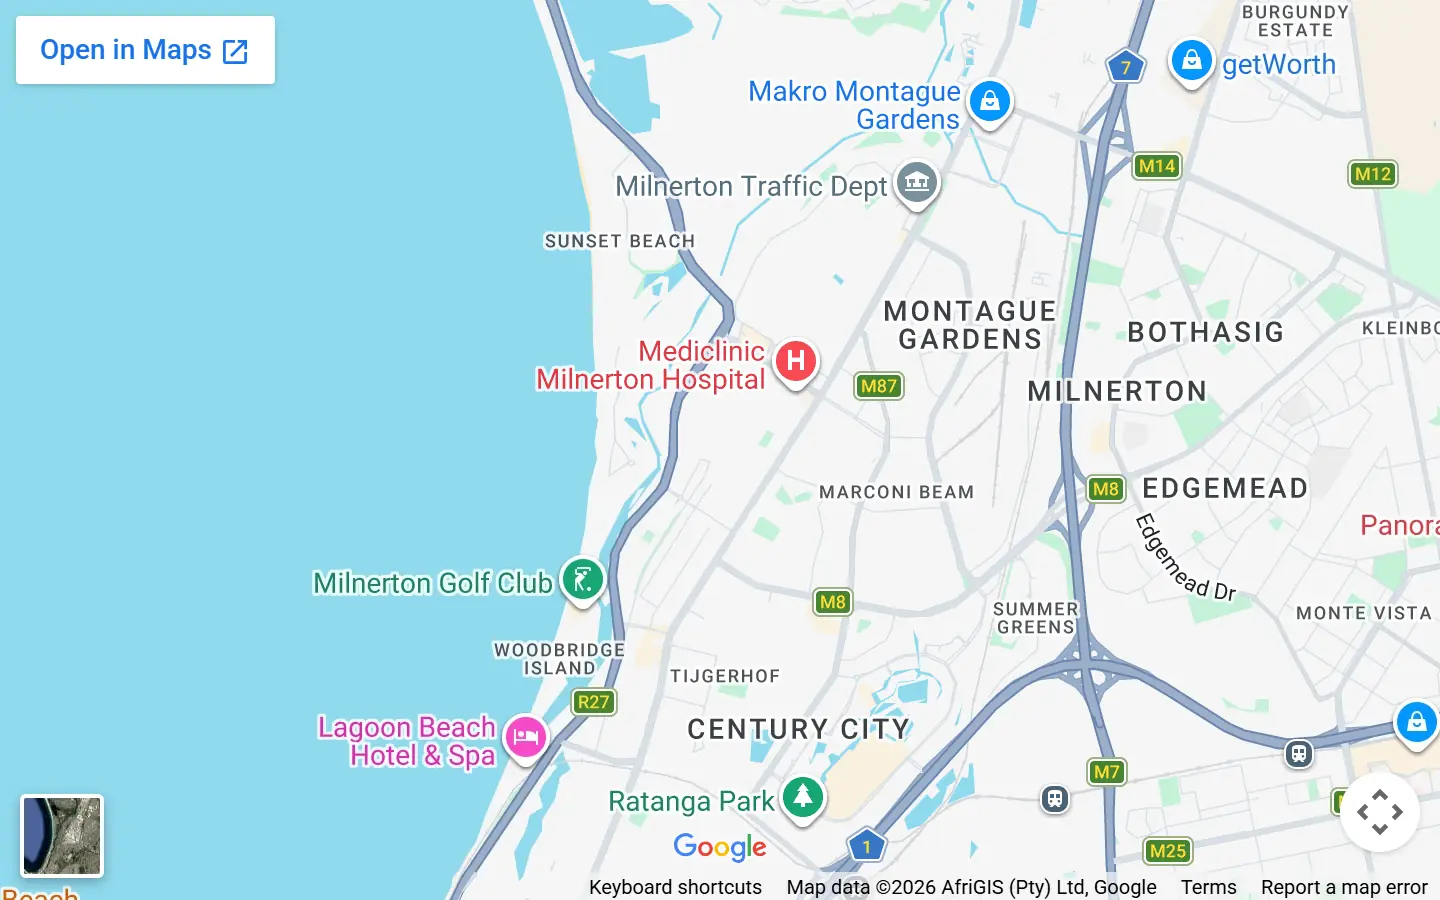 Open in Maps
BURGUNDY
ESTATE
7
getWorth
Makro Montague
Gardens
M14
M12
Milnerton Traffic Dept
SUNSET BEACH
MONTAGUE
GARDENS
BOTHASIG
KLEINBO
Mediclinic
Milnerton Hospital
H
M87
MILNERTON
MARCONI BEAM
M8
EDGEMEAD
Panora
Edgemead Dr
Milnerton Golf Club
M8
SUMMER
GREENS
MONTE VISTA
WOODBRIDGE
ISLAND
TIJGERHOF
R27
Lagoon Beach
Hotel & Spa
CENTURY CITY
M7
Ratanga Park
Google
1
M25
Beach
Keyboard shortcuts
Map data ©2026 AfriGIS (Pty) Ltd, Google
Terms
Report a map error